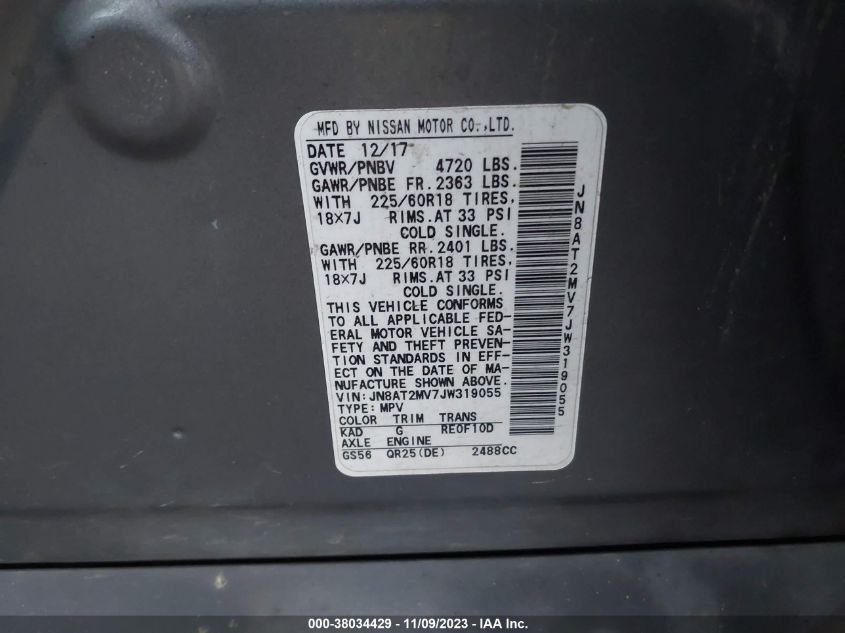 MFD BY NISSAN MOTOR CO.,LTD.
DATE 12/17
GVWR/PNBV 4720 LBS.
GAWR/PNBE FR.2363 LBS.
WITH 225/60R18 TIRES,
18X7J RIMS.AT 33 PSI
COLD SINGLE.
GAWR/PNBE RR.2401 LBS.
WITH 225/60R18 TIRES,
18X7J RIMS.AT 33 PSI
COLD SINGLE.
THIS VEHICLE CONFORMS
TO ALL APPLICABLE FED-
ERAL MOTOR VEHICLE SA-
FETY AND THEFT PREVEN-
TION STANDARDS IN EFF-
ECT ON THE DATE OF MA-
NUFACTURE SHOWN ABOVE.
VIN:JN8AT2MV7JW319055
TYPE:MPV
COLOR TRIM TRANS
KAD G RE0F10D
AXLE ENGINE
GS56 QR25(DE) 2488CC
JN8AT2MV7JW319055
000-38034429 - 11/09/2023 - IAA Inc.